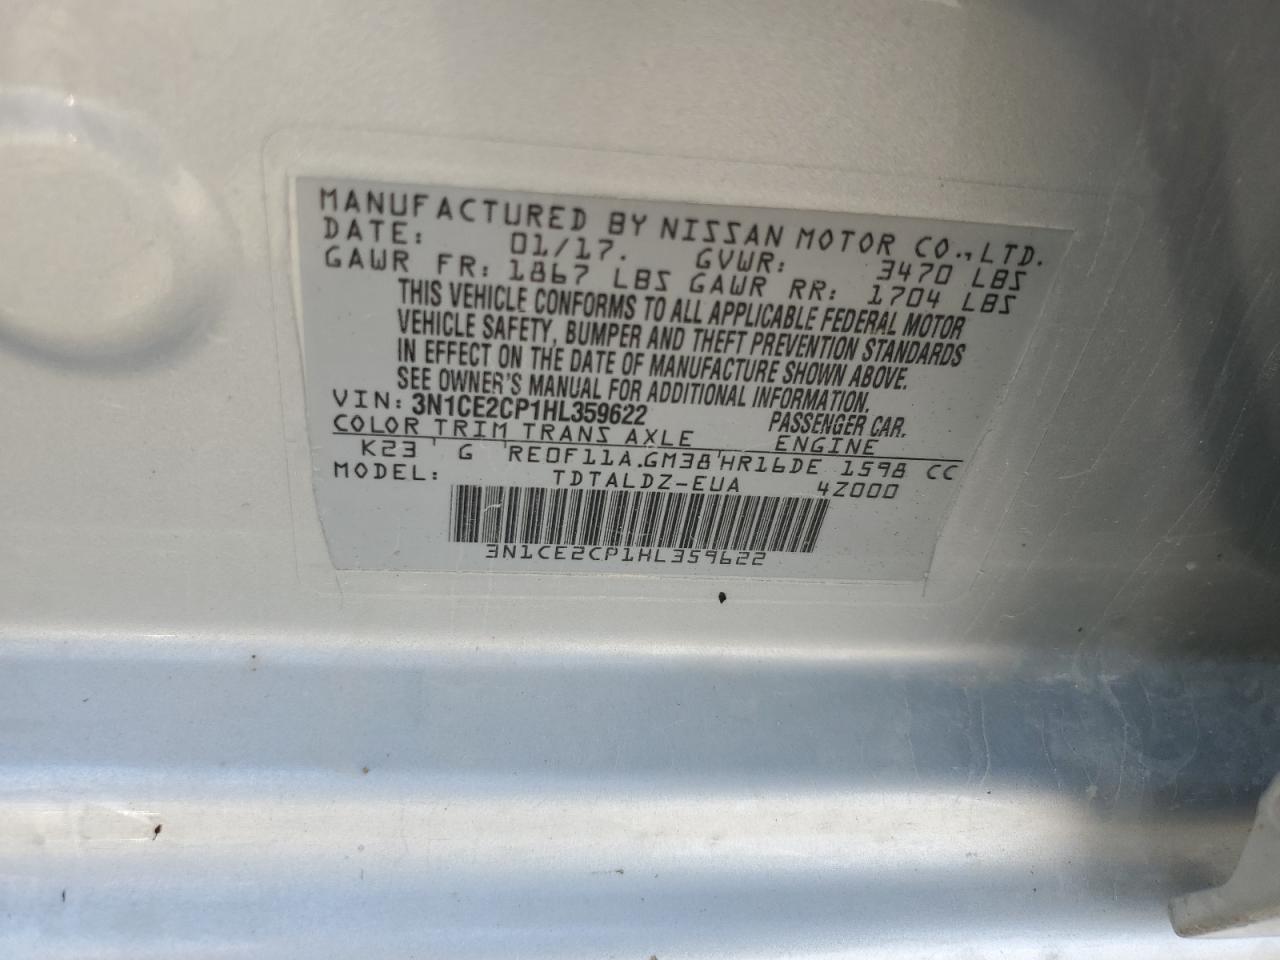 MANUFACTURED BY NISSAN MOTOR CO.,LTD.
DATE: 01/17. GVWR: 3470 LBS
GAWR FR: 1867 LBS GAWR RR: 1704 LBS
THIS VEHICLE CONFORMS TO ALL APPLICABLE FEDERAL MOTOR
VEHICLE SAFETY, BUMPER AND THEFT PREVENTION STANDARDS
IN EFFECT ON THE DATE OF MANUFACTURE SHOWN ABOVE.
SEE OWNER'S MANUAL FOR ADDITIONAL INFORMATION.
VIN: 3N1CE2CP1HL359622 PASSENGER CAR.
COLOR TRIM TRANS AXLE ENGINE
K23 G RE0F11A.GM38 HR16DE 1598 CC
MODEL: TDTALDZ-EUA 4Z000
3N1CE2CP1HL359622